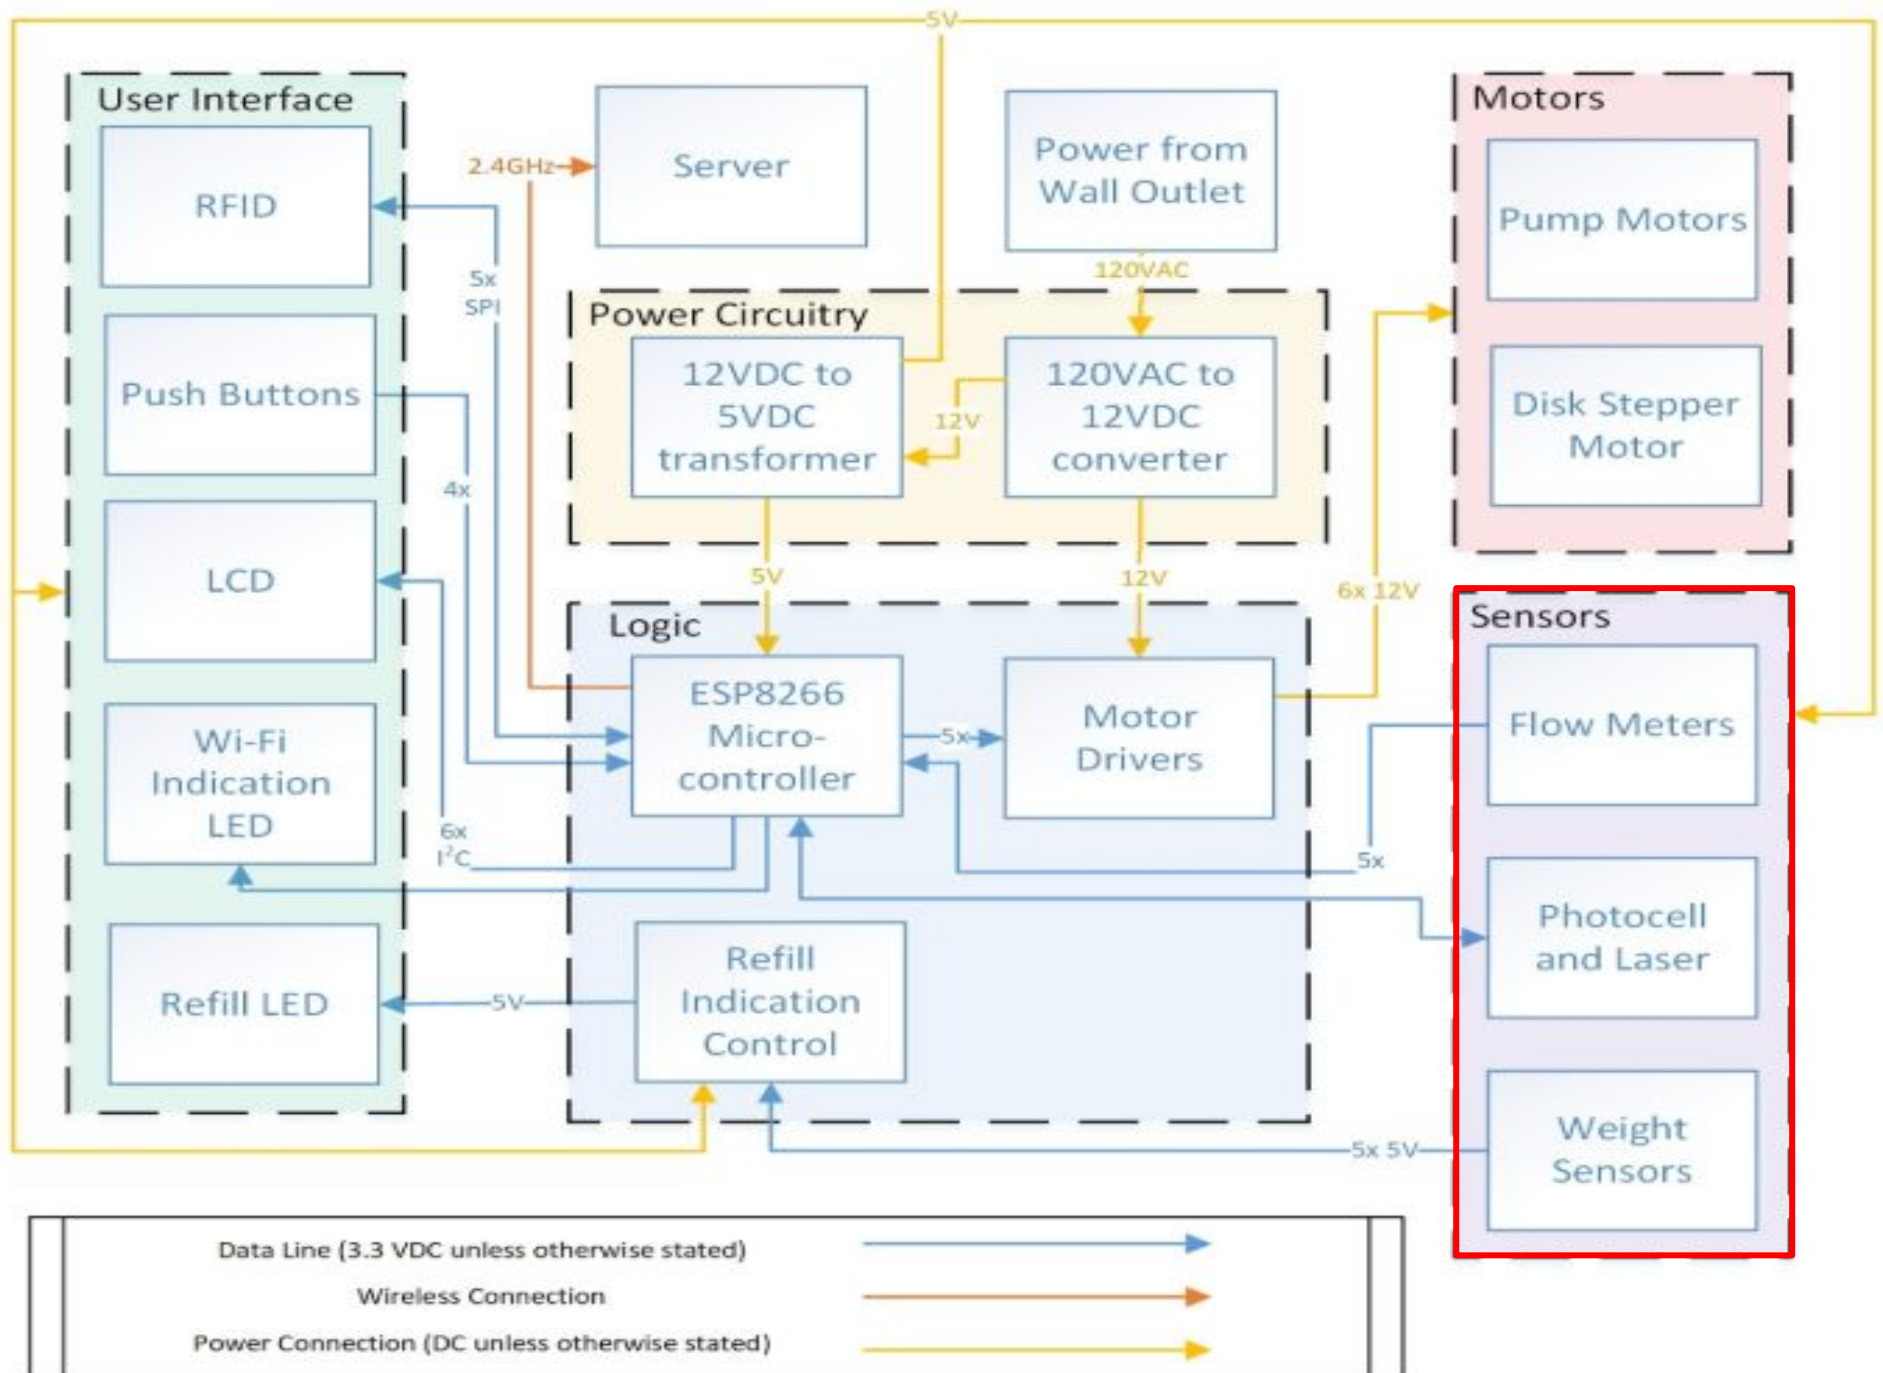 5V
User Interface
RFID
Push Buttons
LCD
Wi-Fi
Indication
LED
Refill LED
2.4GHz
Server
Power from
Wall Outlet
120VAC
5x
SPI
4x
6x
I²C
Power Circuitry
12VDC to
5VDC
transformer
12V
120VAC to
12VDC
converter
5V
12V
Logic
ESP8266
Micro-
controller
5x
Motor
Drivers
Refill
Indication
Control
5V
Motors
Pump Motors
Disk Stepper
Motor
6x 12V
Sensors
Flow Meters
5x
Photocell
and Laser
Weight
Sensors
5x 5V
Data Line (3.3 VDC unless otherwise stated)
Wireless Connection
Power Connection (DC unless otherwise stated)